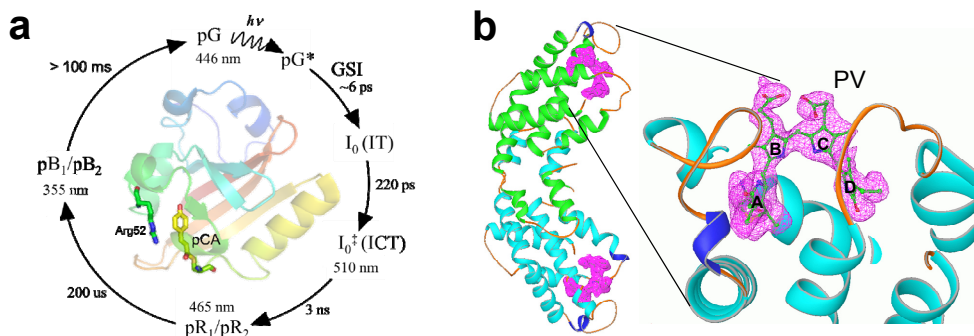 a
pG
hν
446 nm
pG*
GSI
~6 ps
I₀ (IT)
220 ps
I₀‡ (ICT)
510 nm
3 ns
465 nm
pR₁/pR₂
200 us
pB₁/pB₂
355 nm
> 100 ms
Arg52
pCA
b
PV
A
B
C
D